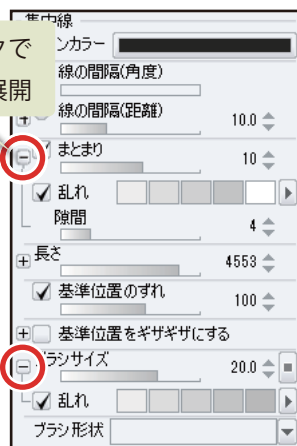 集中線
クで
ンカラー
展開
線の間隔(角度)
線の間隔(距離) 10.0
まとまり 10
乱れ
隙間 4
長さ 4553
基準位置のずれ 100
基準位置をギザギザにする
ブラシサイズ 20.0
乱れ
ブラシ形状